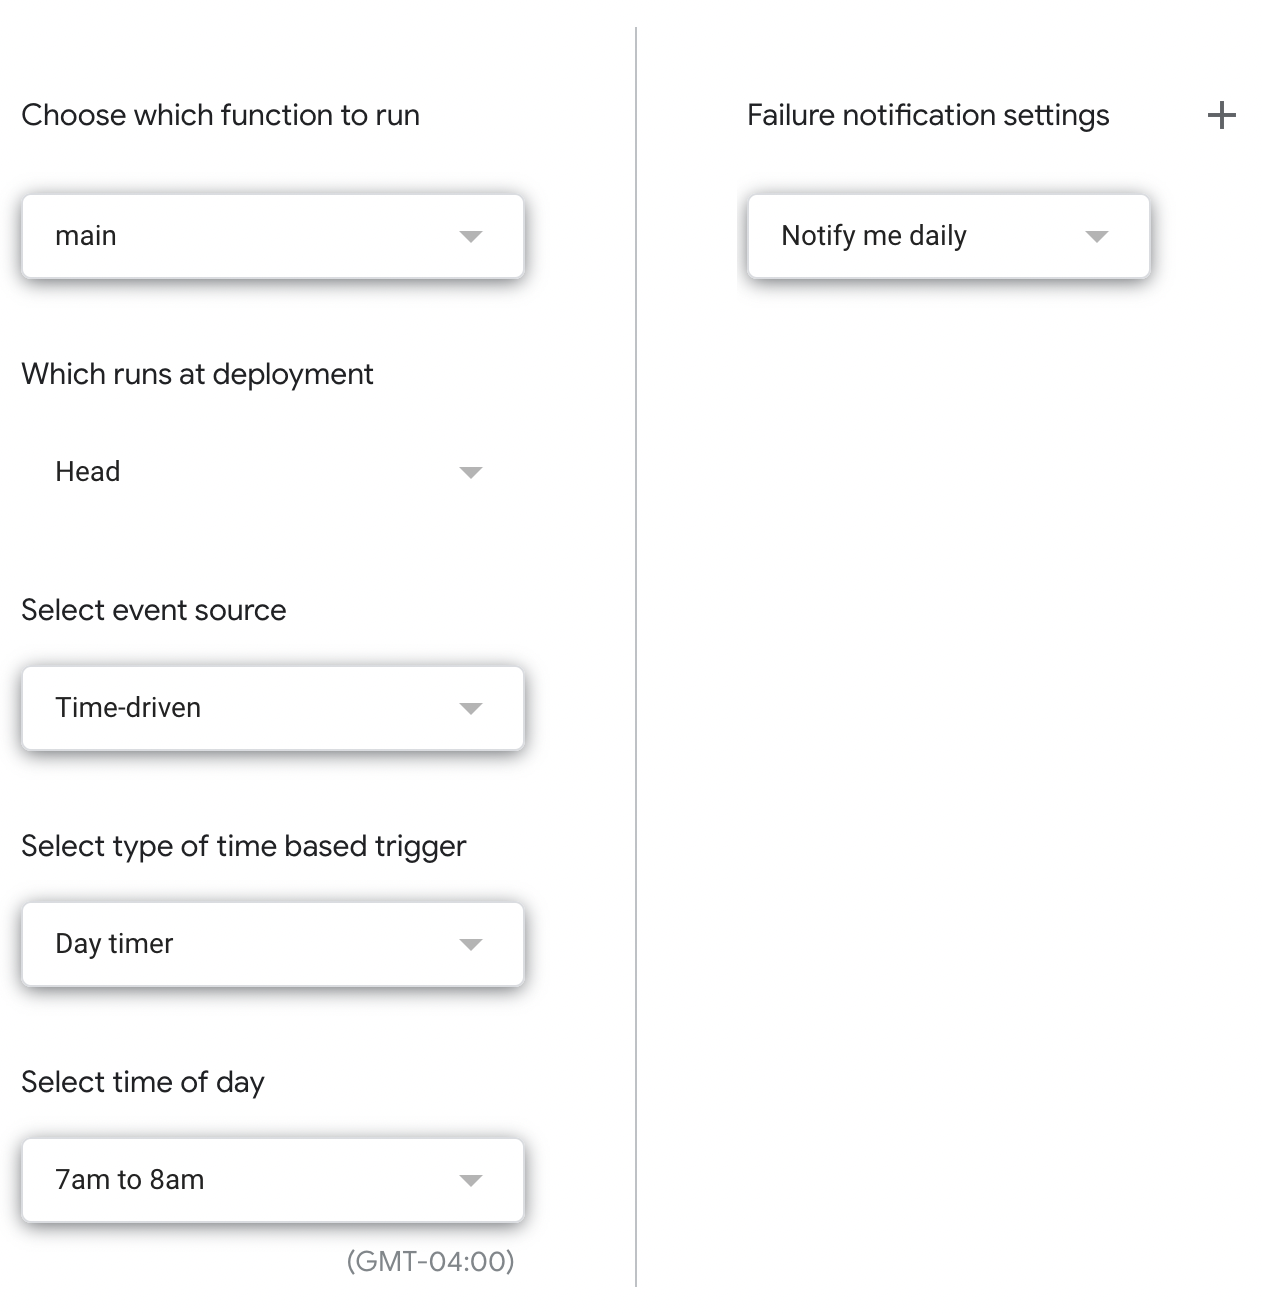 Choose which function to run
main
Which runs at deployment
Head
Select event source
Time-driven
Select type of time based trigger
Day timer
Select time of day
7am to 8am
(GMT-04:00)
Failure notification settings
Notify me daily